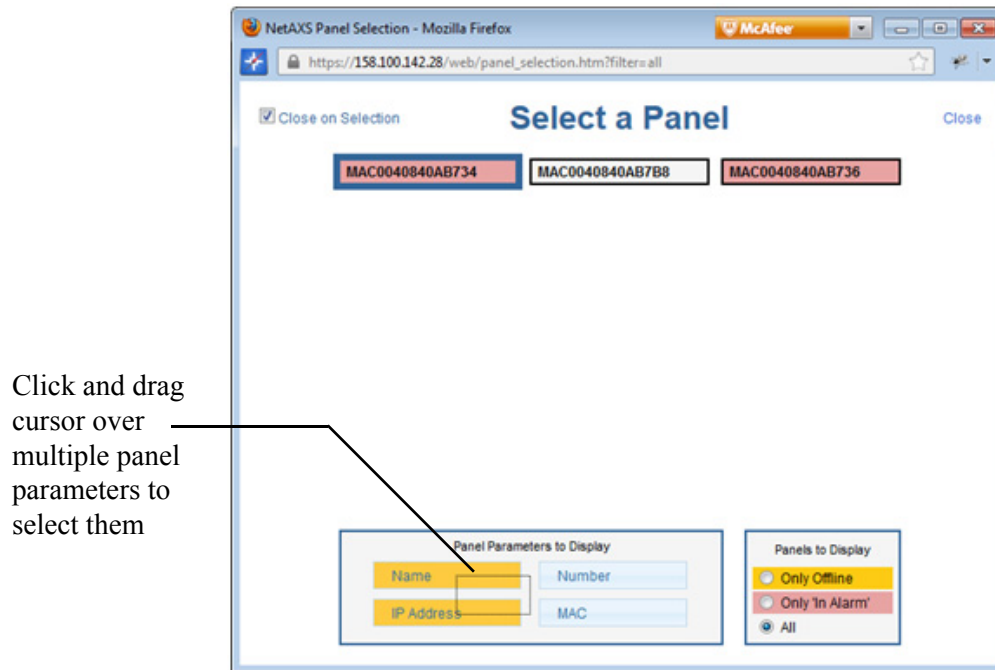 NetAXS Panel Selection - Mozilla Firefox
McAfee
https://158.100.142.28/web/panel_selection.htm?filter=all
Close on Selection
Select a Panel
Close
MAC0040840AB734
MAC0040840AB7B8
MAC0040840AB736
Click and drag
cursor over
multiple panel
parameters to
select them
Panel Parameters to Display
Name
Number
IP Address
MAC
Panels to Display
Only Offline
Only 'In Alarm'
All